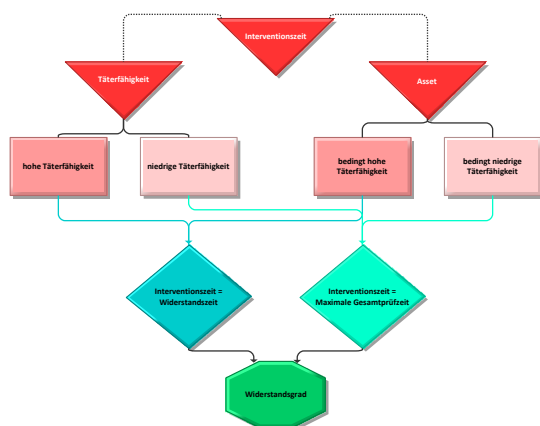 Interventionszeit
Täterfähigkeit
Asset
hohe Täterfähigkeit
niedrige Täterfähigkeit
bedingt hohe
Täterfähigkeit
bedingt niedrige
Täterfähigkeit
Interventionszeit =
Widerstandszeit
Interventionszeit =
Maximale Gesamtprüfzeit
Widerstandsgrad